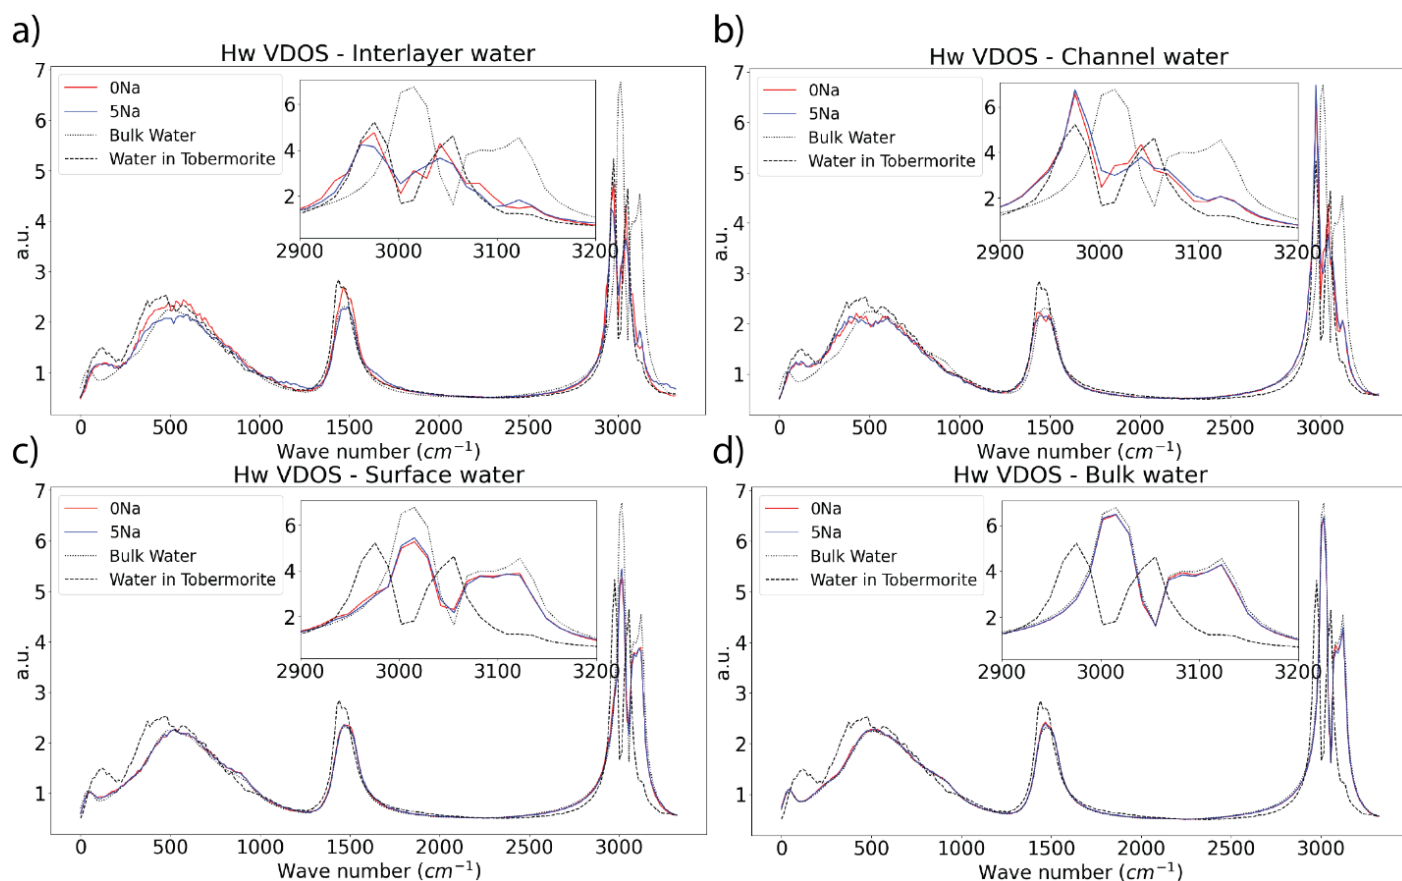 a)
Hw VDOS - Interlayer water
7
6
5
4
3
2
1
a.u.
0Na
5Na
Bulk Water
Water in Tobermorite
6
4
2
2900
3000
3100
3200
0
500
1000
1500
2000
2500
3000
Wave number (cm⁻¹)
b)
Hw VDOS - Channel water
7
6
5
4
3
2
1
a.u.
0Na
5Na
Bulk Water
Water in Tobermorite
6
4
2
2900
3000
3100
3200
0
500
1000
1500
2000
2500
3000
Wave number (cm⁻¹)
c)
Hw VDOS - Surface water
7
6
5
4
3
2
1
a.u.
0Na
5Na
Bulk Water
Water in Tobermorite
6
4
2
2900
3000
3100
3200
0
500
1000
1500
2000
2500
3000
Wave number (cm⁻¹)
d)
Hw VDOS - Bulk water
7
6
5
4
3
2
1
a.u.
0Na
5Na
Bulk Water
Water in Tobermorite
6
4
2
2900
3000
3100
3200
0
500
1000
1500
2000
2500
3000
Wave number (cm⁻¹)